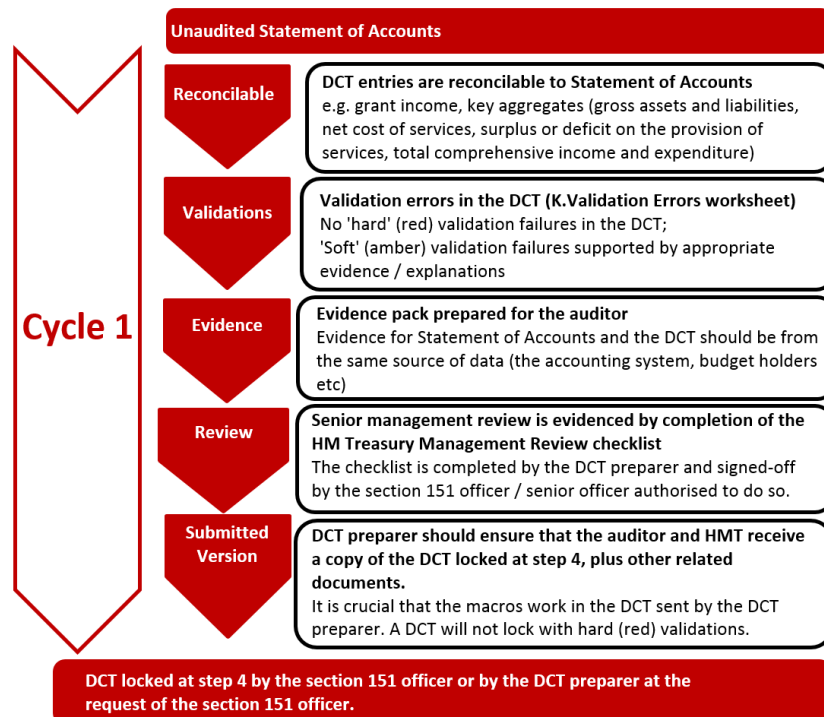 Unaudited Statement of Accounts
Cycle 1
Reconcilable
DCT entries are reconcilable to Statement of Accounts
e.g. grant income, key aggregates (gross assets and liabilities,
net cost of services, surplus or deficit on the provision of
services, total comprehensive income and expenditure)
Validations
Validation errors in the DCT (K.Validation Errors worksheet)
No 'hard' (red) validation failures in the DCT;
'Soft' (amber) validation failures supported by appropriate
evidence / explanations
Evidence
Evidence pack prepared for the auditor
Evidence for Statement of Accounts and the DCT should be from
the same source of data (the accounting system, budget holders
etc)
Review
Senior management review is evidenced by completion of the
HM Treasury Management Review checklist
The checklist is completed by the DCT preparer and signed-off
by the section 151 officer / senior officer authorised to do so.
Submitted
Version
DCT preparer should ensure that the auditor and HMT receive
a copy of the DCT locked at step 4, plus other related
documents.
It is crucial that the macros work in the DCT sent by the DCT
preparer. A DCT will not lock with hard (red) validations.
DCT locked at step 4 by the section 151 officer or by the DCT preparer at the
request of the section 151 officer.